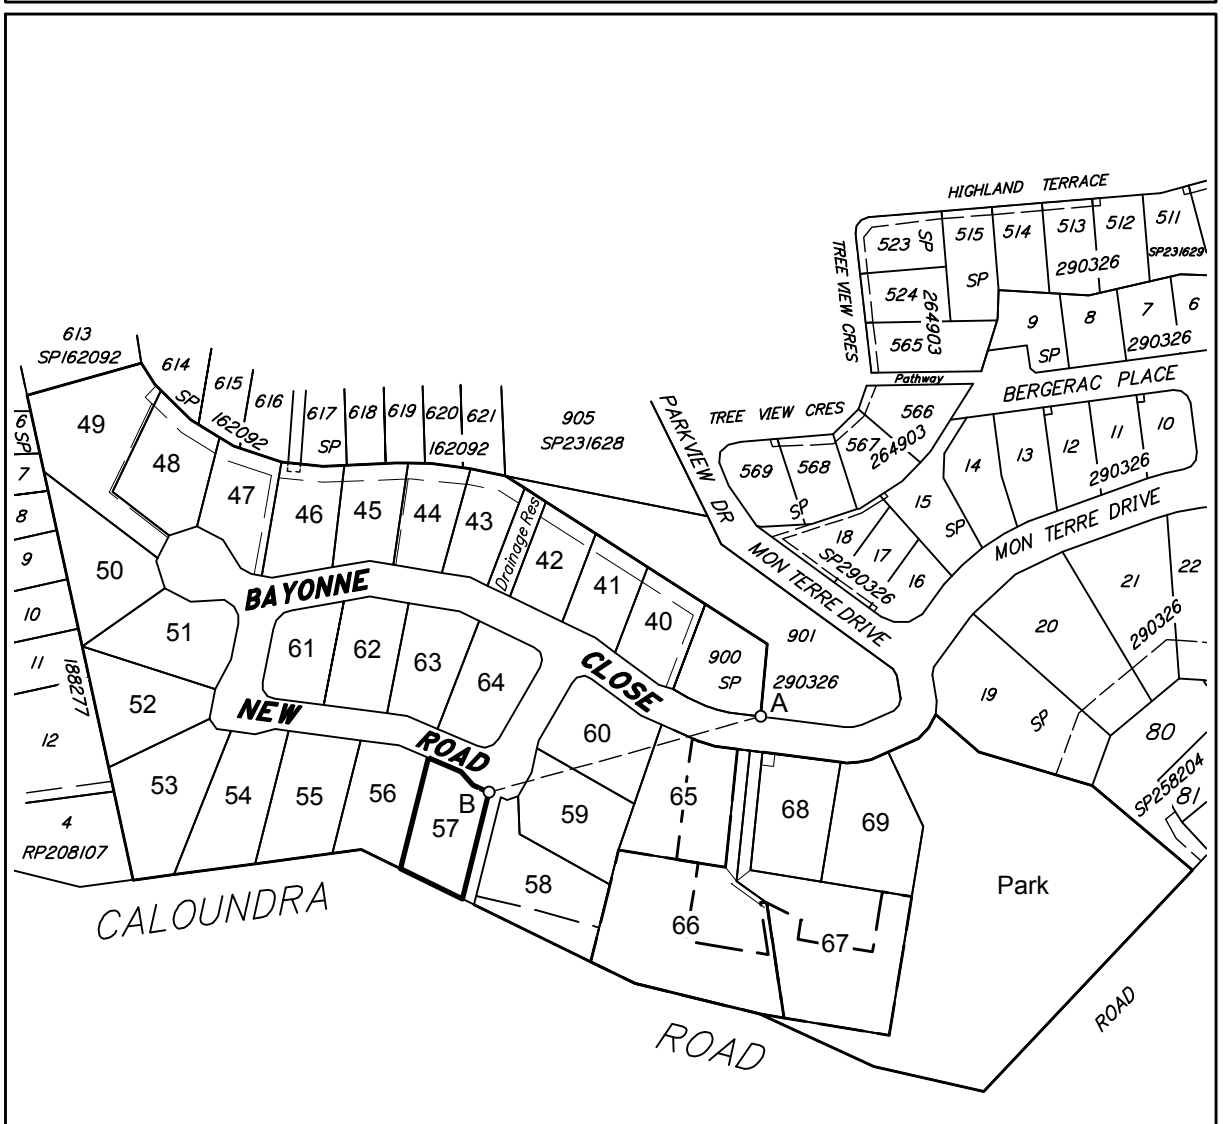 HIGHLAND TERRACE
523 SP 515 514 513 512 511
SP231629
290326
SP
TREE VIEW CRES
524
264903
565
9 8 7 6
SP 290326
Pathway
BERGERAC PLACE
613
SP162092
614
SP
615
616
162092
617 618 619 620 621
SP 162092
905
SP231628
PARKVIEW DR
TREE VIEW CRES
566
567
264903
569 568
SP
14 13 12 11 10
290326
15
SP
18 17 16
SP290326
MON TERRE DRIVE
MON TERRE DRIVE
22
21
20
290326
19
SP
80
SP258204
81
6
SP
7
8
9
10
11
188277
12
4
RP208107
49
48
47
46
45
44
43
Drainage Res
42
41
40
900
SP
901
290326
50
51
52
53
BAYONNE
CLOSE
61
62
63
64
NEW
ROAD
A
B
60
59
58
54
55
56
57
65
66
67
68
69
Park
CALOUNDRA
ROAD
ROAD